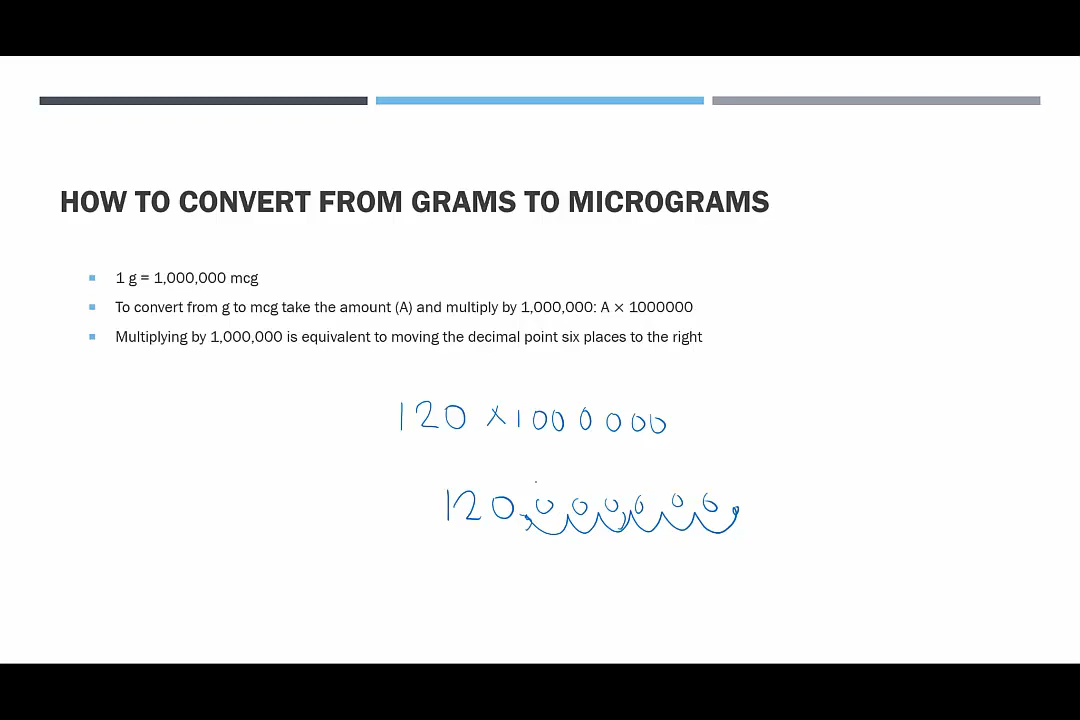 HOW TO CONVERT FROM GRAMS TO MICROGRAMS
1 g = 1,000,000 mcg
To convert from g to mcg take the amount (A) and multiply by 1,000,000: A × 1000000
Multiplying by 1,000,000 is equivalent to moving the decimal point six places to the right
120 × 1000000
120,000,000.